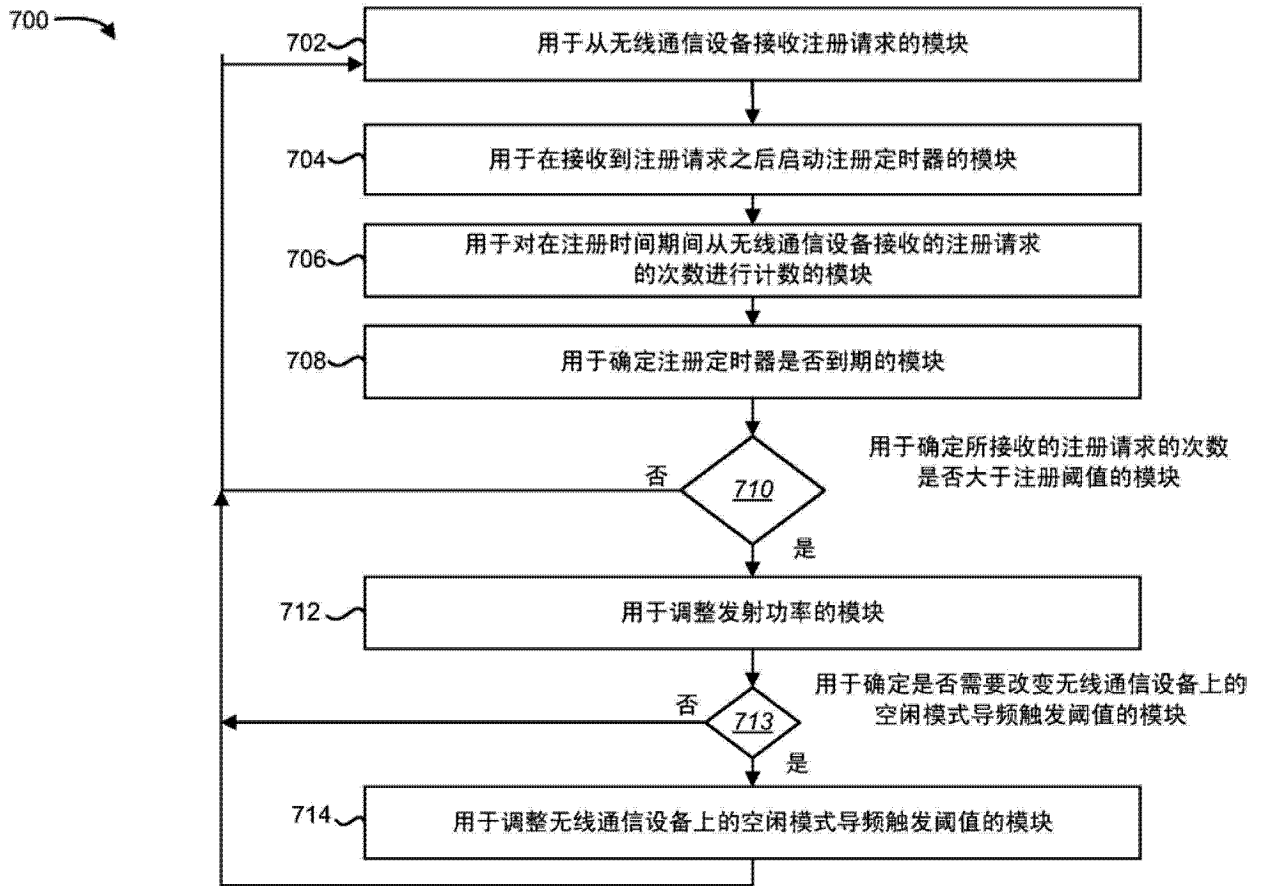 700
702
用于从无线通信设备接收注册请求的模块
704
用于在接收到注册请求之后启动注册定时器的模块
706
用于对在注册时间期间从无线通信设备接收的注册请求
的次数进行计数的模块
708
用于确定注册定时器是否到期的模块
用于确定所接收的注册请求的次数
是否大于注册阈值的模块
否
710
是
712
用于调整发射功率的模块
用于确定是否需要改变无线通信设备上的
空闲模式导频触发阈值的模块
否
713
是
714
用于调整无线通信设备上的空闲模式导频触发阈值的模块